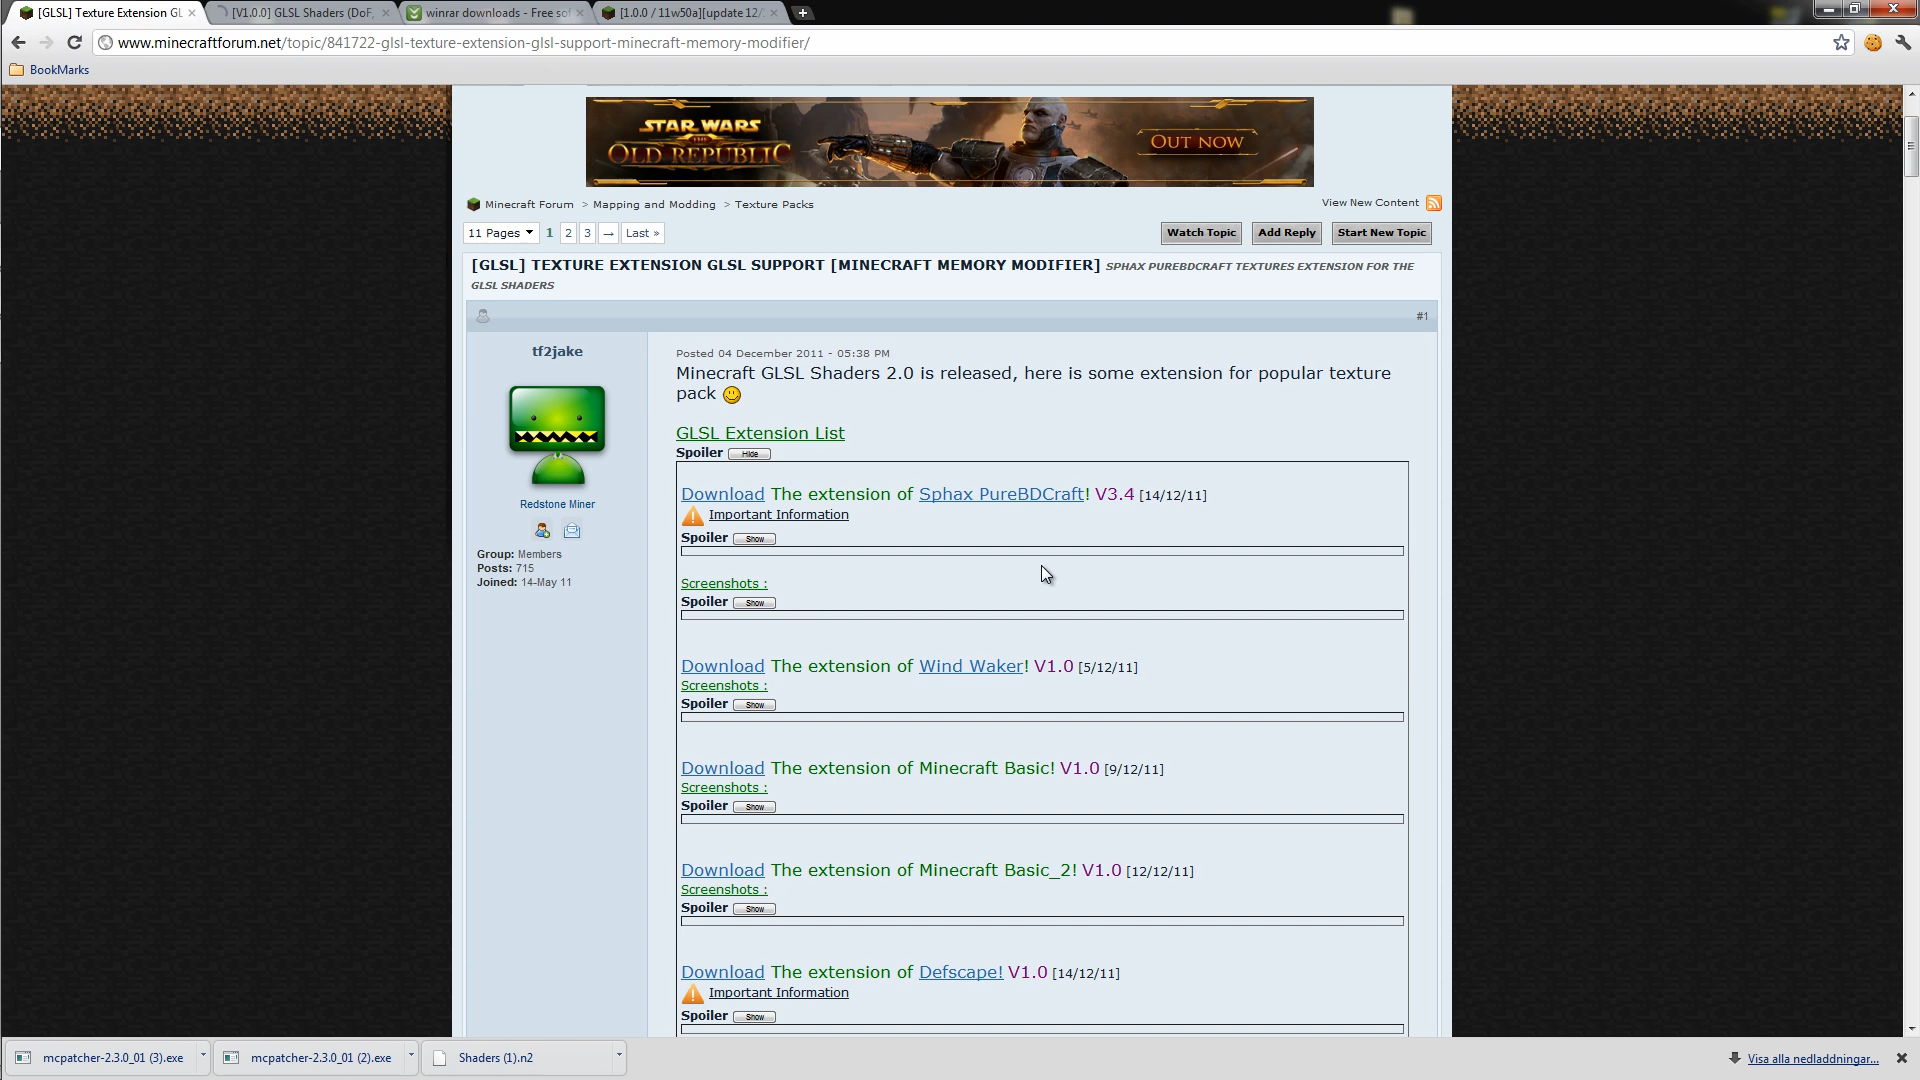 [GLSL] Texture Extension GL
[V1.0.0] GLSL Shaders (DoF,
winrar downloads - Free so
[1.0.0 / 11w50a][update 12/
www.minecraftforum.net/topic/841722-glsl-texture-extension-glsl-support-minecraft-memory-modifier/
BookMarks
STAR WARS
THE
OLD REPUBLIC
OUT NOW
Minecraft Forum > Mapping and Modding > Texture Packs
View New Content
11 Pages 1 2 3 → Last »
Watch Topic Add Reply Start New Topic
[GLSL] TEXTURE EXTENSION GLSL SUPPORT [MINECRAFT MEMORY MODIFIER] SPHAX PUREBDCRAFT TEXTURES EXTENSION FOR THE
GLSL SHADERS
#1
tf2jake
Redstone Miner
Group: Members
Posts: 715
Joined: 14-May 11
Posted 04 December 2011 - 05:38 PM
Minecraft GLSL Shaders 2.0 is released, here is some extension for popular texture
pack
GLSL Extension List
Spoiler Hide
Download The extension of Sphax PureBDCraft! V3.4 [14/12/11]
Important Information
Spoiler Show
Screenshots :
Spoiler Show
Download The extension of Wind Waker! V1.0 [5/12/11]
Screenshots :
Spoiler Show
Download The extension of Minecraft Basic! V1.0 [9/12/11]
Screenshots :
Spoiler Show
Download The extension of Minecraft Basic_2! V1.0 [12/12/11]
Screenshots :
Spoiler Show
Download The extension of Defscape! V1.0 [14/12/11]
Important Information
Spoiler Show
mcpatcher-2.3.0_01 (3).exe
mcpatcher-2.3.0_01 (2).exe
Shaders (1).n2
Visa alla nedladdningar...